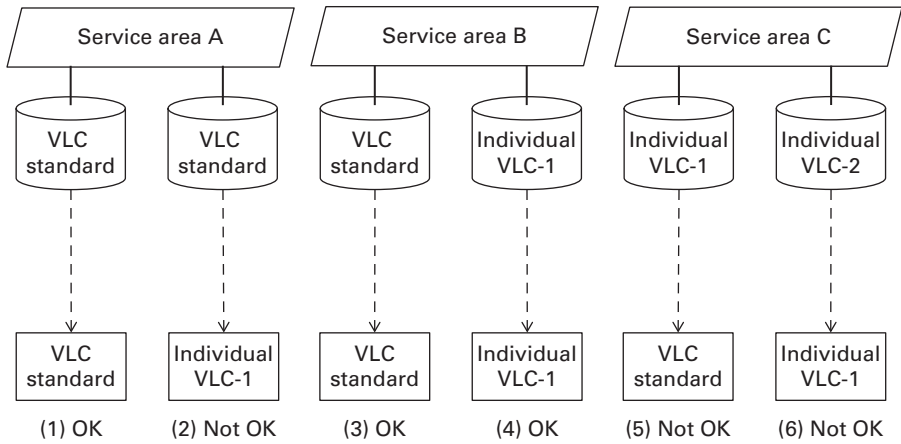 Service area A
Service area B
Service area C
VLC
standard
VLC
standard
VLC
standard
Individual
VLC-1
Individual
VLC-1
Individual
VLC-2
VLC
standard
Individual
VLC-1
VLC
standard
Individual
VLC-1
VLC
standard
Individual
VLC-1
(1) OK
(2) Not OK
(3) OK
(4) OK
(5) Not OK
(6) Not OK